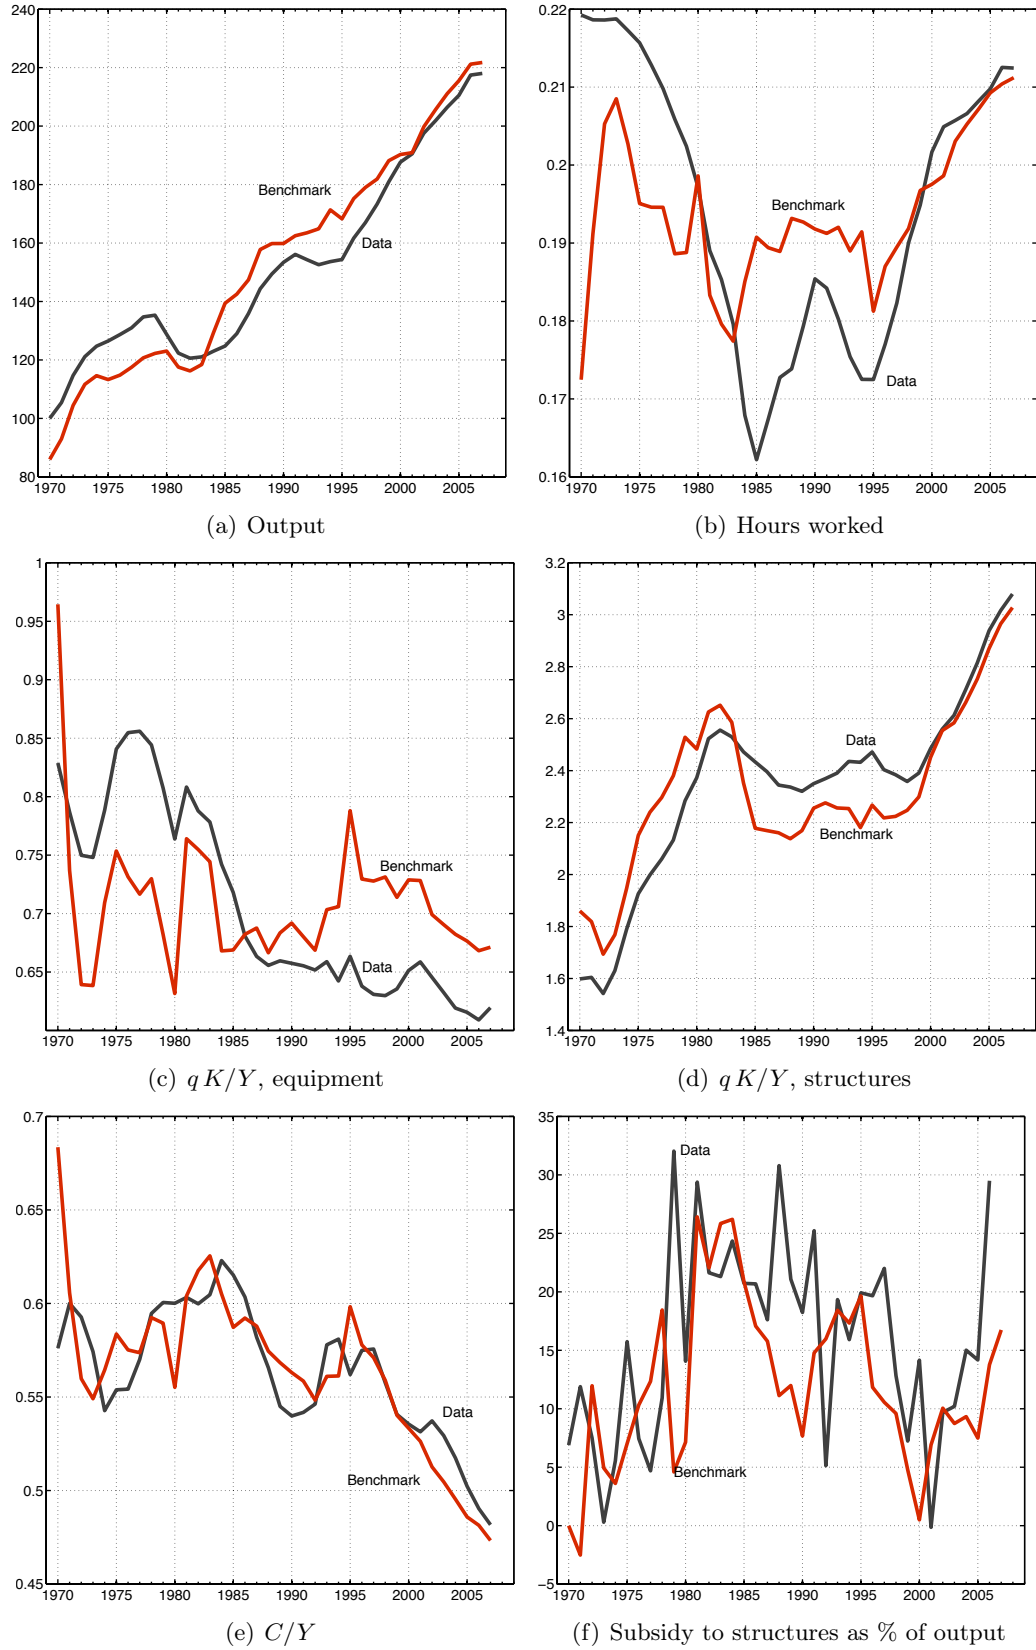 240
220
200
180
160
140
120
100
80
Benchmark
Data
1970 1975 1980 1985 1990 1995 2000 2005
(a) Output
0.22
0.21
0.2
0.19
0.18
0.17
0.16
Benchmark
Data
1970 1975 1980 1985 1990 1995 2000 2005
(b) Hours worked
1
0.95
0.9
0.85
0.8
0.75
0.7
0.65
Benchmark
Data
1970 1975 1980 1985 1990 1995 2000 2005
(c) q K/Y, equipment
3.2
3
2.8
2.6
2.4
2.2
2
1.8
1.6
1.4
Data
Benchmark
1970 1975 1980 1985 1990 1995 2000 2005
(d) q K/Y, structures
0.7
0.65
0.6
0.55
0.5
0.45
Data
Benchmark
1970 1975 1980 1985 1990 1995 2000 2005
(e) C/Y
35
30
25
20
15
10
5
0
−5
Data
Benchmark
1970 1975 1980 1985 1990 1995 2000 2005
(f) Subsidy to structures as % of output